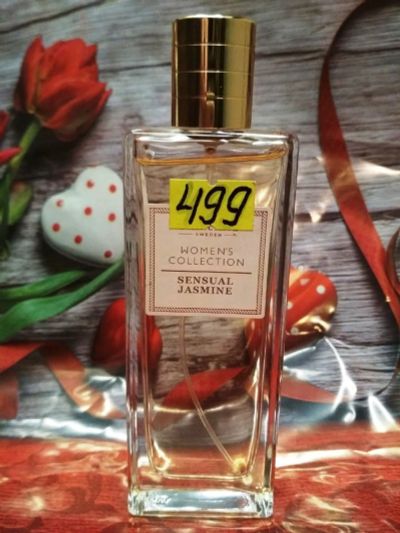 499
SWEDEN
WOMEN'S
COLLECTION
SENSUAL
JASMINE